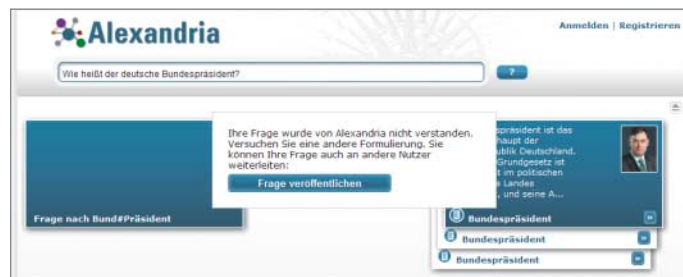 Alexandria
Anmelden | Registrieren
Wie heißt der deutsche Bundespräsident?
?
Ihre Frage wurde von Alexandria nicht verstanden.
Versuchen Sie eine andere Formulierung. Sie
können Ihre Frage auch an andere Nutzer
weiterleiten:
Frage veröffentlichen
Frage nach Bund#Präsident
spräsident ist das
haupt der
ublik Deutschland.
Grundgesetz ist
t im politischen
Landes
, und seine A...
Bundespräsident
Bundespräsident
Bundespräsident